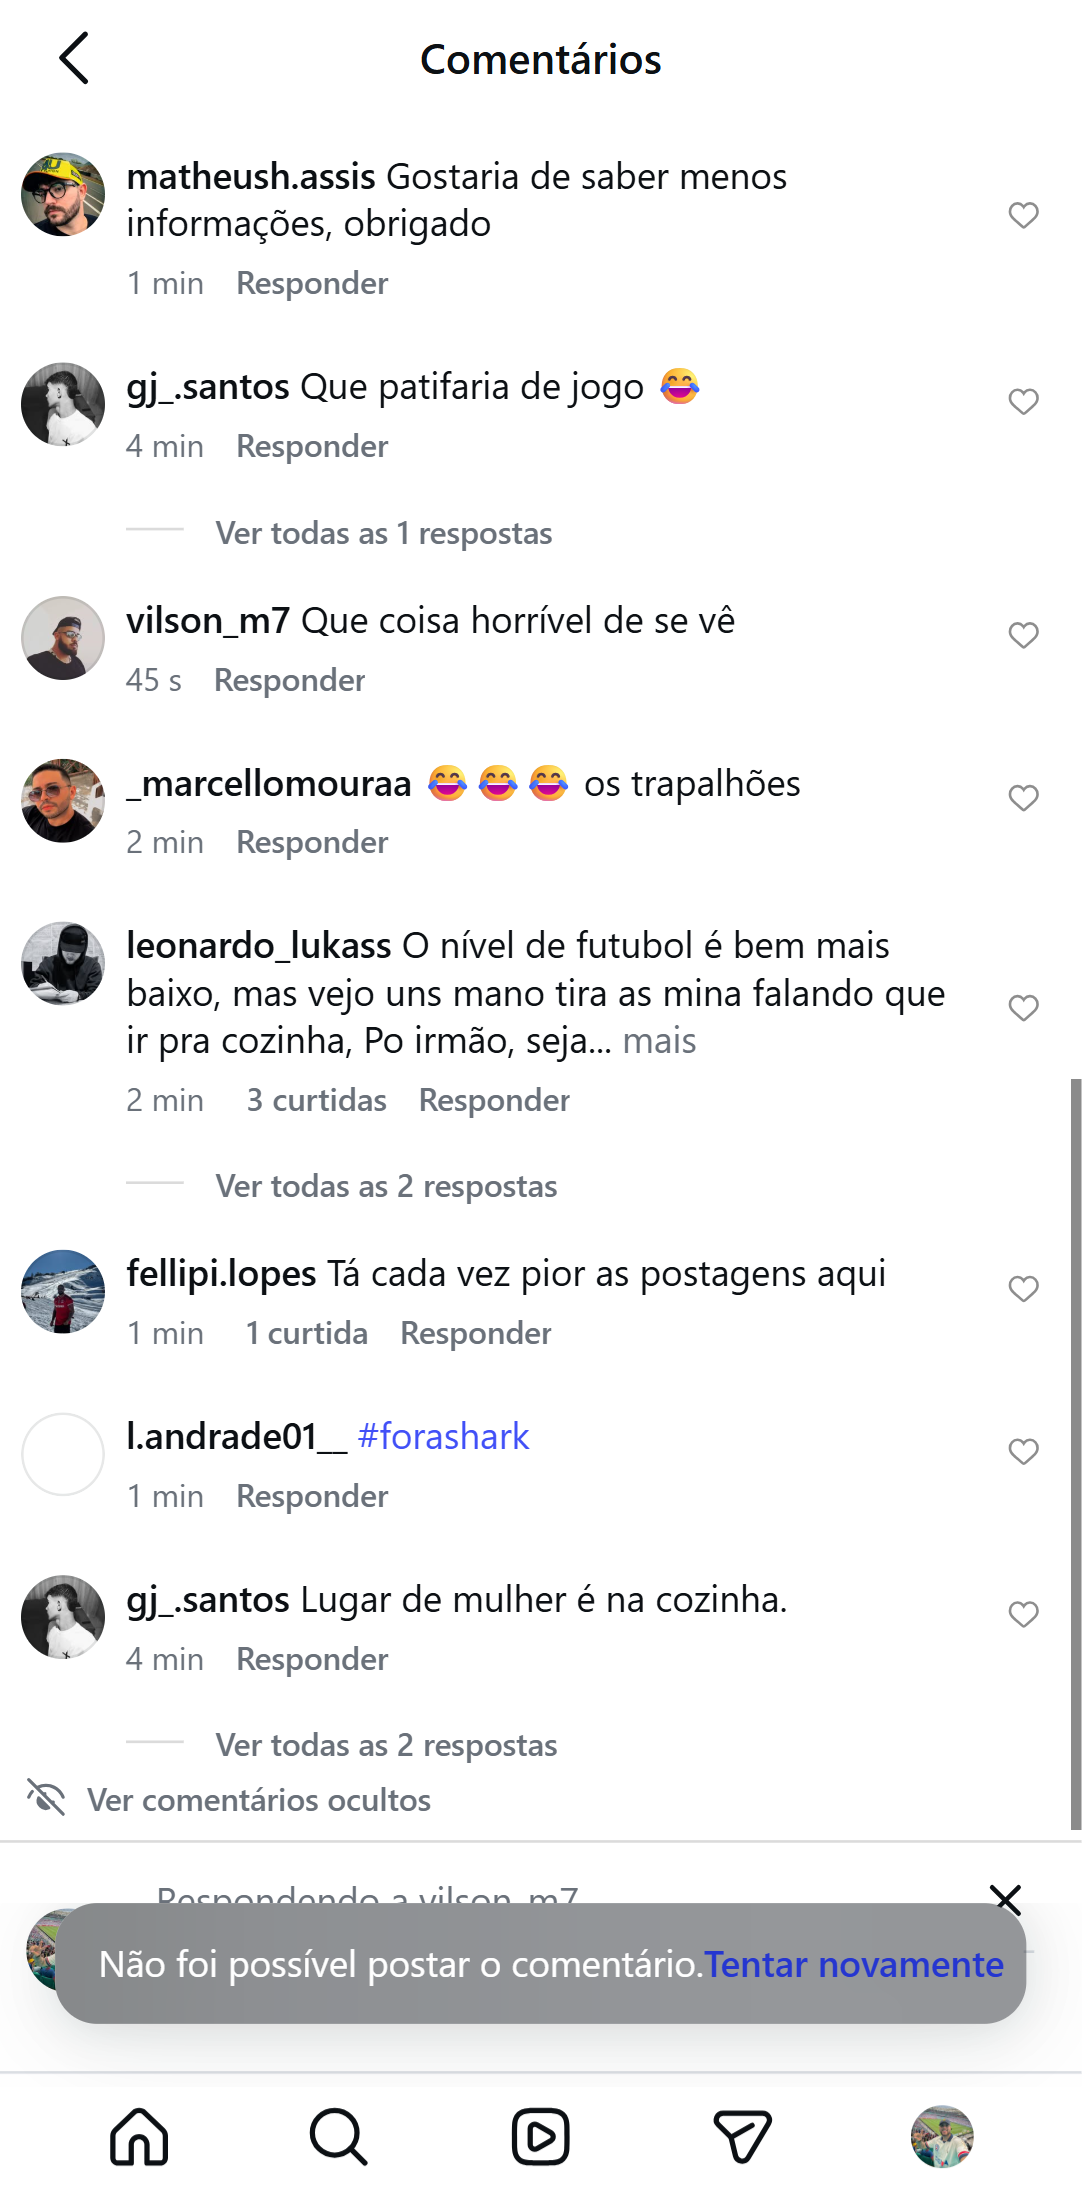 Comentários
matheush.assis Gostaria de saber menos
informações, obrigado
1 min Responder
gj_.santos Que patifaria de jogo 😂
4 min Responder
Ver todas as 1 respostas
vilson_m7 Que coisa horrível de se vê
45 s Responder
_marcellomouraa 😂😂😂 os trapalhões
2 min Responder
leonardo_lukass O nível de futubol é bem mais
baixo, mas vejo uns mano tira as mina falando que
ir pra cozinha, Po irmão, seja... mais
2 min 3 curtidas Responder
Ver todas as 2 respostas
fellipi.lopes Tá cada vez pior as postagens aqui
1 min 1 curtida Responder
l.andrade01__ #forashark
1 min Responder
gj_.santos Lugar de mulher é na cozinha.
4 min Responder
Ver todas as 2 respostas
Ver comentários ocultos
Respondendo a vilson_m7
Não foi possível postar o comentário.Tentar novamente